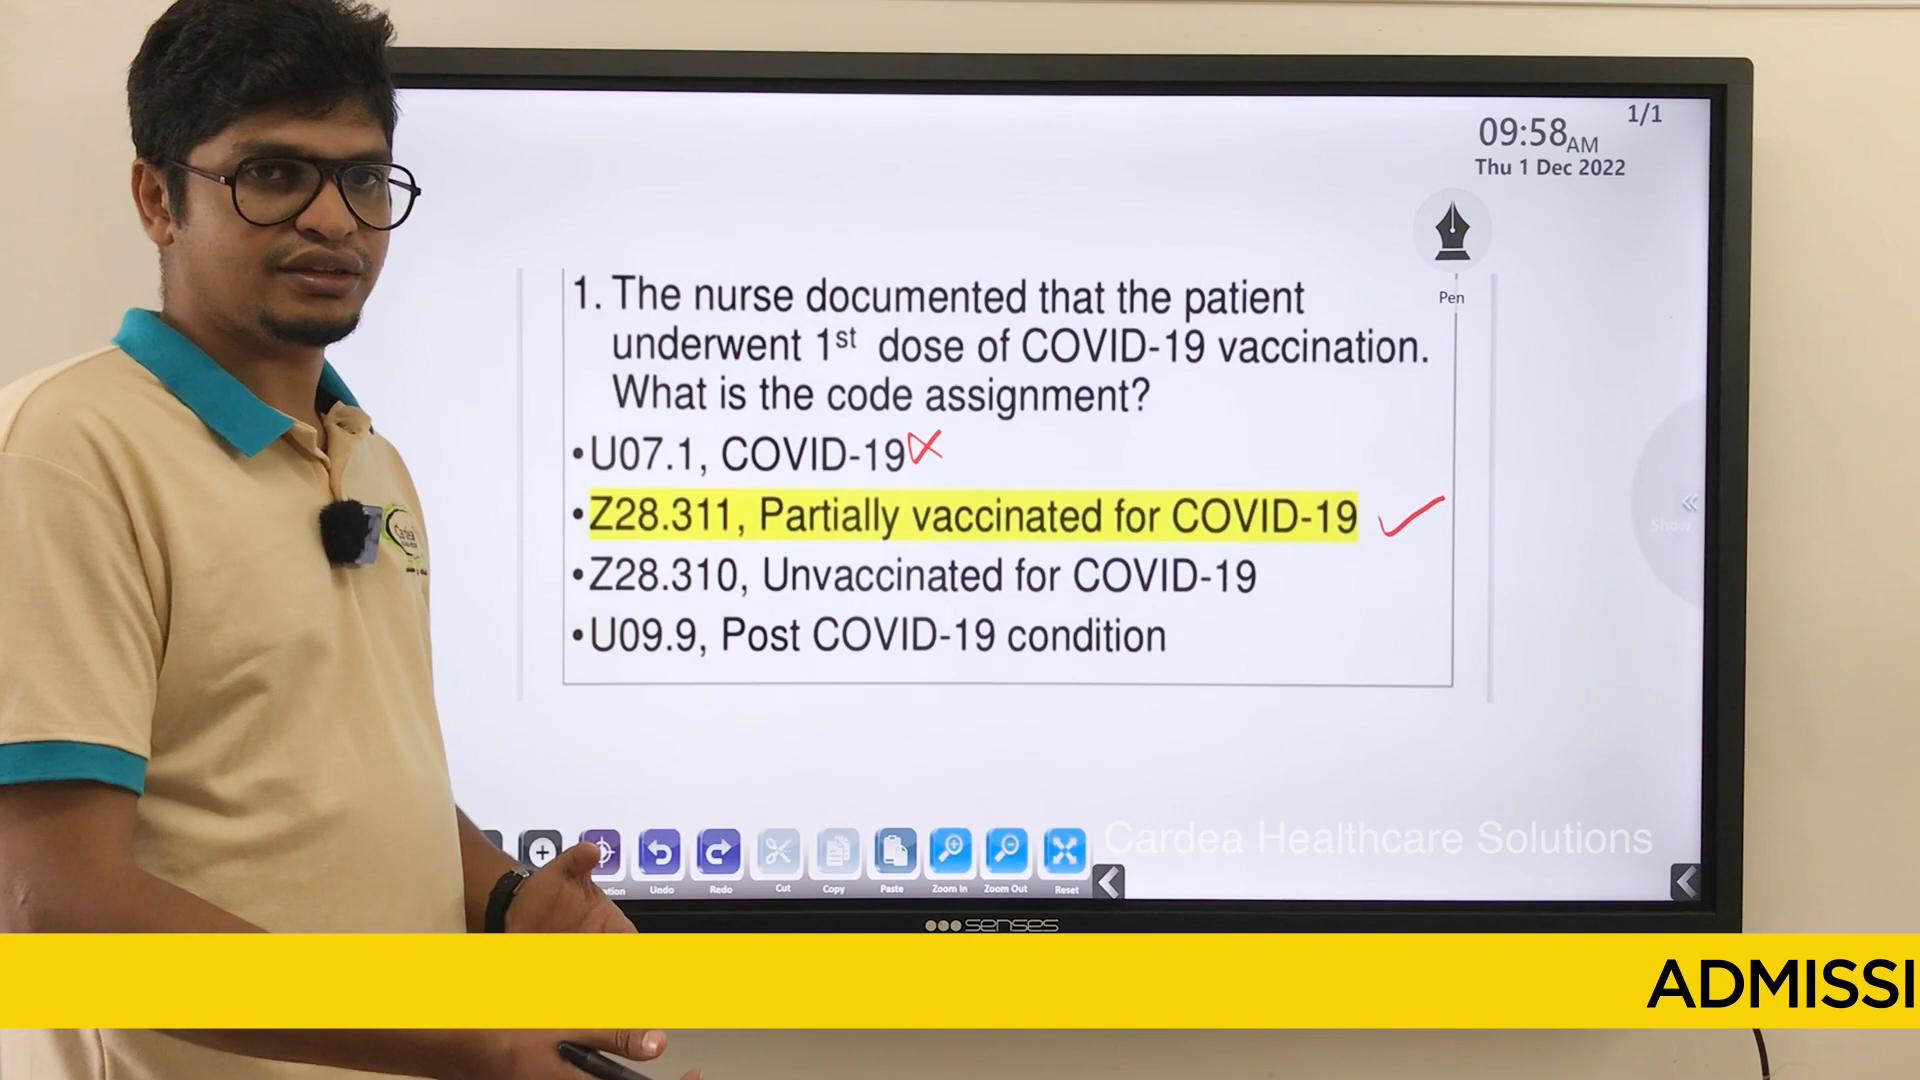 1/1
09:58AM
Thu 1 Dec 2022
Pen
1. The nurse documented that the patient
underwent 1st dose of COVID-19 vaccination.
What is the code assignment?
•U07.1, COVID-19
•Z28.311, Partially vaccinated for COVID-19
•Z28.310, Unvaccinated for COVID-19
•U09.9, Post COVID-19 condition
Show
Cardea Healthcare Solutions
Undo
Redo
Cut
Copy
Paste
Zoom In
Zoom Out
Reset
senses
ADMISSI